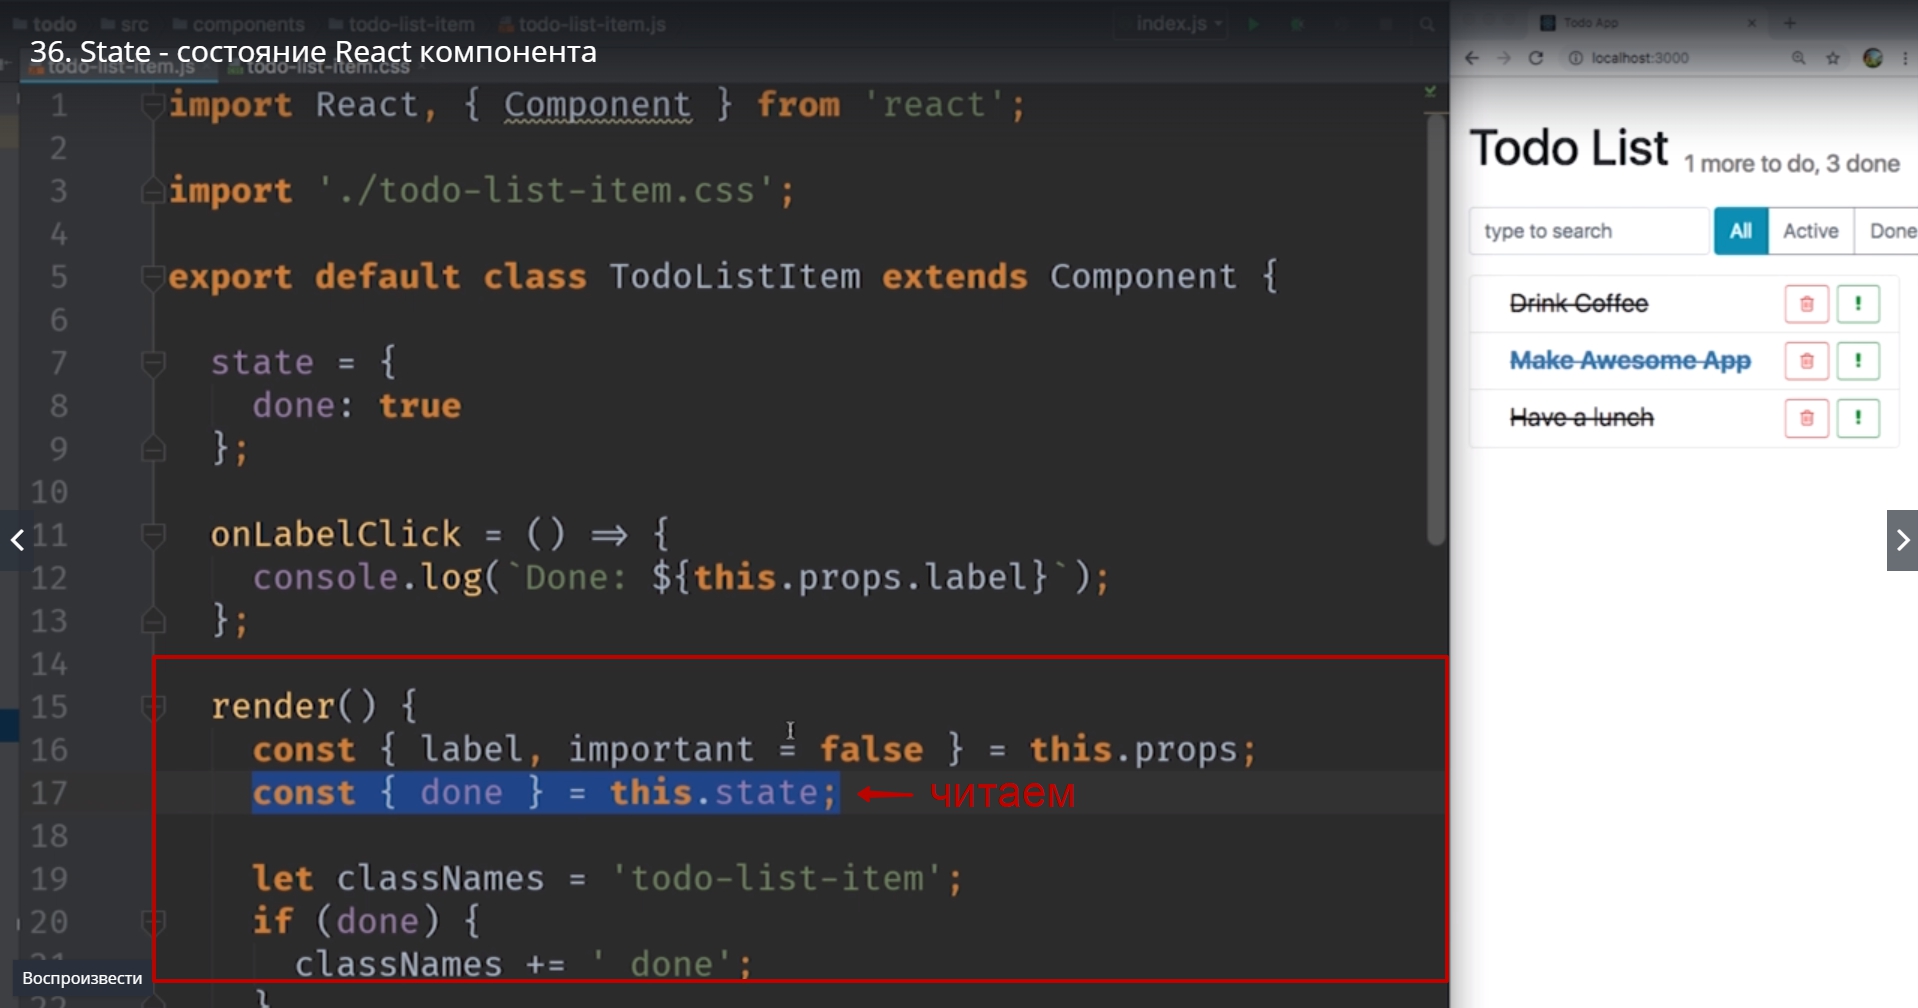 todo src components todo-list-item todo-list-item.js index.js
36. State - состояние React компонента
todo-list-item.js todo-list-item.css
1 import React, { Component } from 'react';
2
3 import './todo-list-item.css';
4
5 export default class TodoListItem extends Component {
6
7 state = {
8 done: true
9 };
10
11 onLabelClick = () => {
12 console.log(`Done: ${this.props.label}`);
13 };
14
15 render() {
16 const { label, important = false } = this.props;
17 const { done } = this.state; ← читаем
18
19 let classNames = 'todo-list-item';
20 if (done) {
21 classNames += ' done';
22 }
Воспроизвести
Todo App
localhost:3000
Todo List 1 more to do, 3 done
type to search All Active Done
Drink Coffee !
Make Awesome App !
Have a lunch !